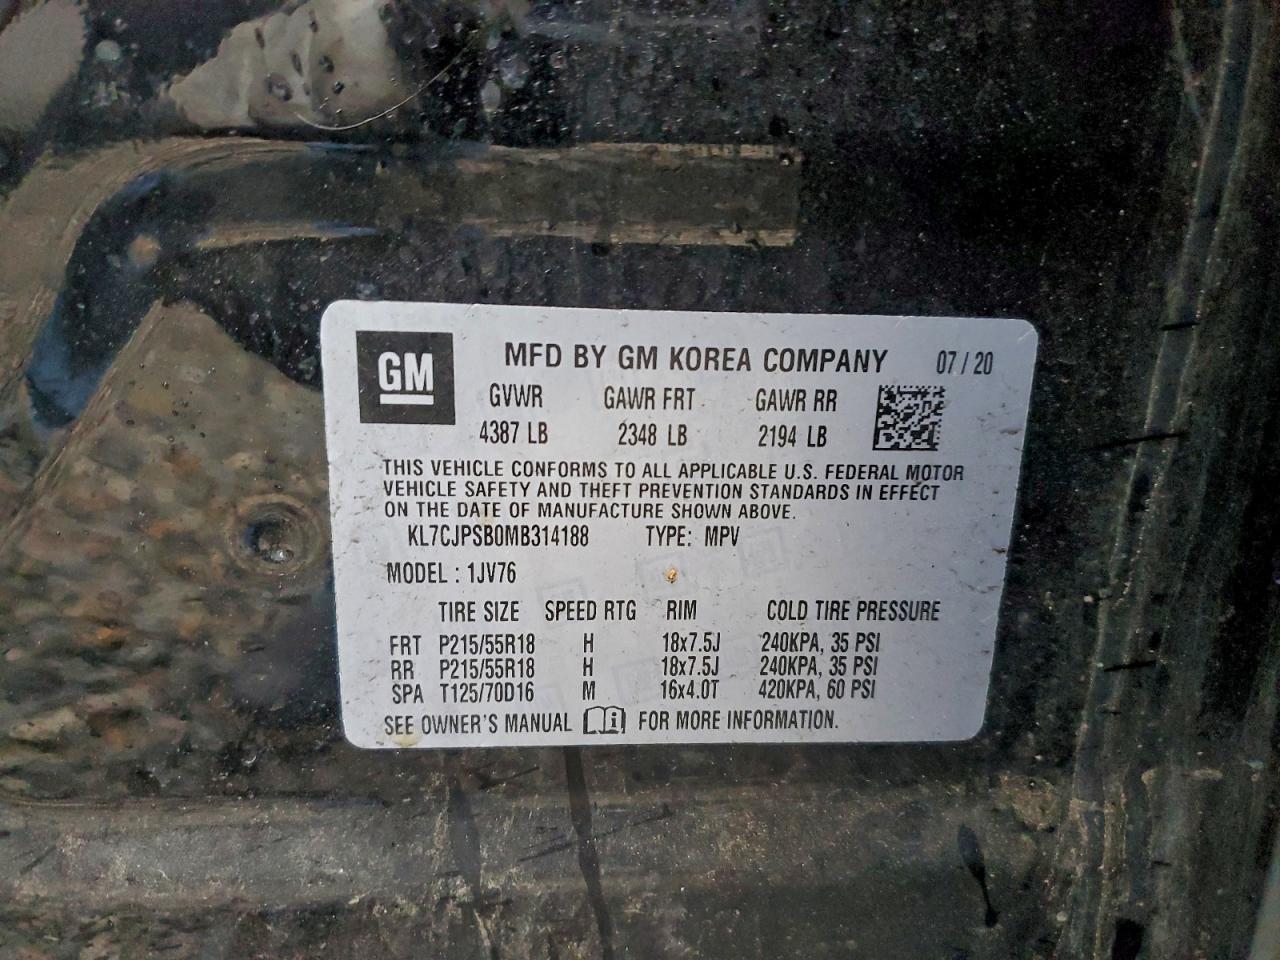 GM
MFD BY GM KOREA COMPANY 07/20
GVWR GAWR FRT GAWR RR
4387 LB 2348 LB 2194 LB
THIS VEHICLE CONFORMS TO ALL APPLICABLE U.S. FEDERAL MOTOR
VEHICLE SAFETY AND THEFT PREVENTION STANDARDS IN EFFECT
ON THE DATE OF MANUFACTURE SHOWN ABOVE.
KL7CJPSB0MB314188 TYPE: MPV
MODEL : 1JV76
TIRE SIZE SPEED RTG RIM COLD TIRE PRESSURE
FRT P215/55R18 H 18x7.5J 240KPA, 35 PSI
RR P215/55R18 H 18x7.5J 240KPA, 35 PSI
SPA T125/70D16 M 16x4.0T 420KPA, 60 PSI
SEE OWNER'S MANUAL i FOR MORE INFORMATION.